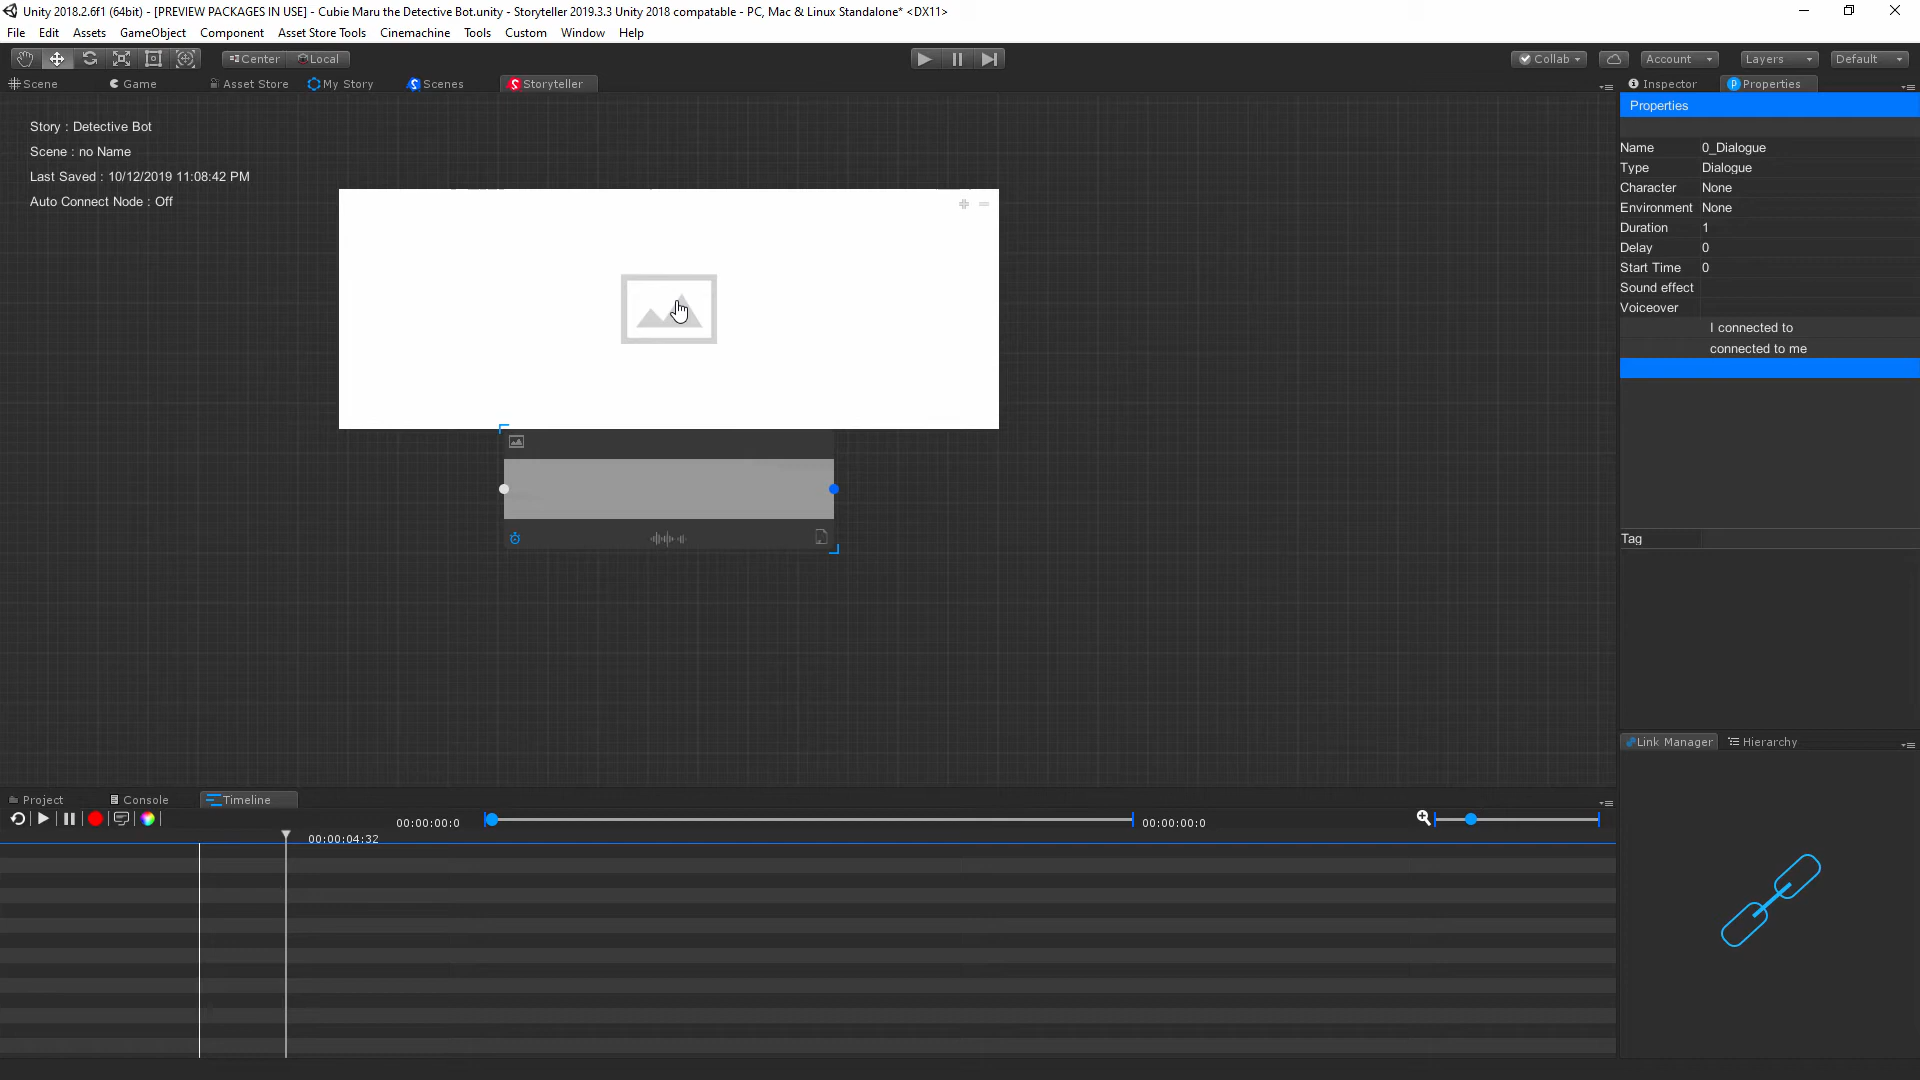 Unity 2018.2.6f1 (64bit) - [PREVIEW PACKAGES IN USE] - Cubie Maru the Detective Bot.unity - Storyteller 2019.3.3 Unity 2018 compatable - PC, Mac & Linux Standalone* <DX11>
File Edit Assets GameObject Component Asset Store Tools Cinemachine Tools Custom Window Help
Center Local Collab Account Layers Default
Scene Game Asset Store My Story Scenes Storyteller Inspector Properties
Properties
Story : Detective Bot
Scene : no Name
Last Saved : 10/12/2019 11:08:42 PM
Auto Connect Node : Off
Name 0_Dialogue
Type Dialogue
Character None
Environment None
Duration 1
Delay 0
Start Time 0
Sound effect
Voiceover
I connected to
connected to me
Tag
Link Manager Hierarchy
Project Console Timeline
00:00:00:0 00:00:00:0
00:00:04:32